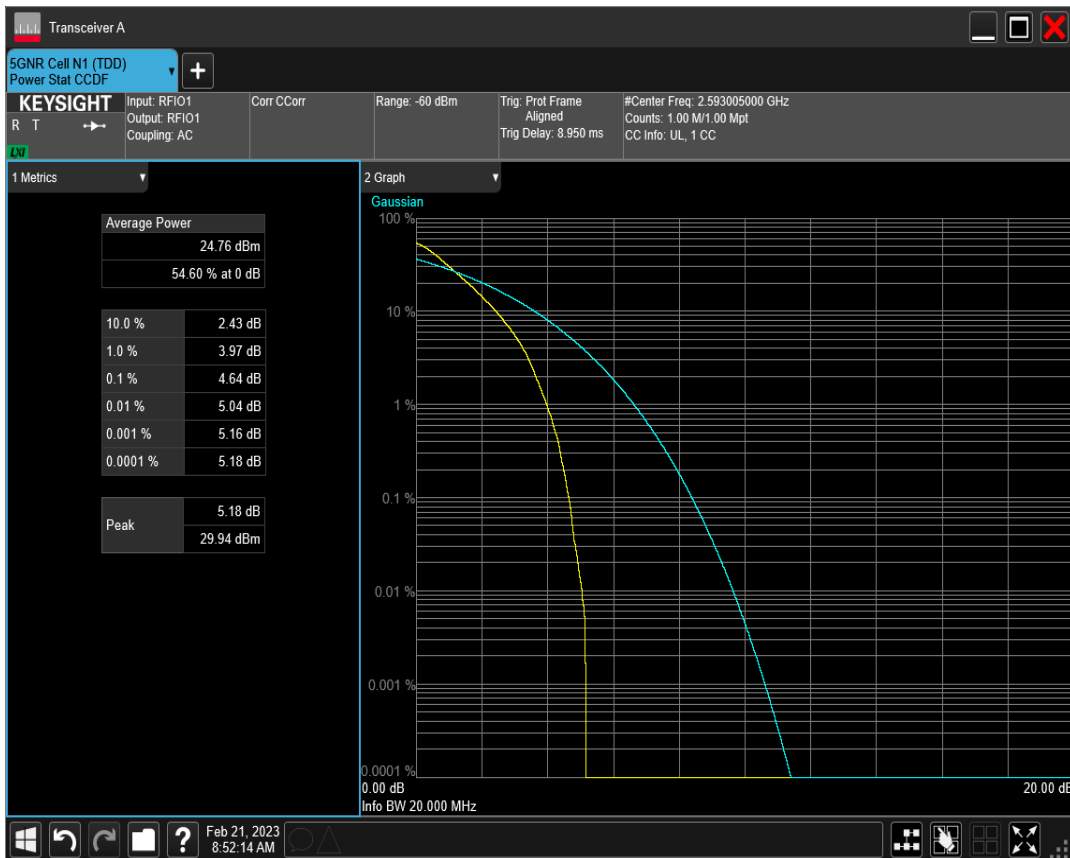 Transceiver A
5GNR Cell N1 (TDD)
Power Stat CCDF
KEYSIGHT
R T
LXI
Input: RFIO1
Output: RFIO1
Coupling: AC
Corr CCorr
Range: -60 dBm
Trig: Prot Frame
Aligned
Trig Delay: 8.950 ms
#Center Freq: 2.593005000 GHz
Counts: 1.00 M/1.00 Mpt
CC Info: UL, 1 CC
1 Metrics
Average Power
24.76 dBm
54.60 % at 0 dB
10.0 % 2.43 dB
1.0 % 3.97 dB
0.1 % 4.64 dB
0.01 % 5.04 dB
0.001 % 5.16 dB
0.0001 % 5.18 dB
Peak
5.18 dB
29.94 dBm
2 Graph
Gaussian
100 %
10 %
1 %
0.1 %
0.01 %
0.001 %
0.0001 %
0.00 dB 20.00 dB
Info BW 20.000 MHz
?
Feb 21, 2023
8:52:14 AM